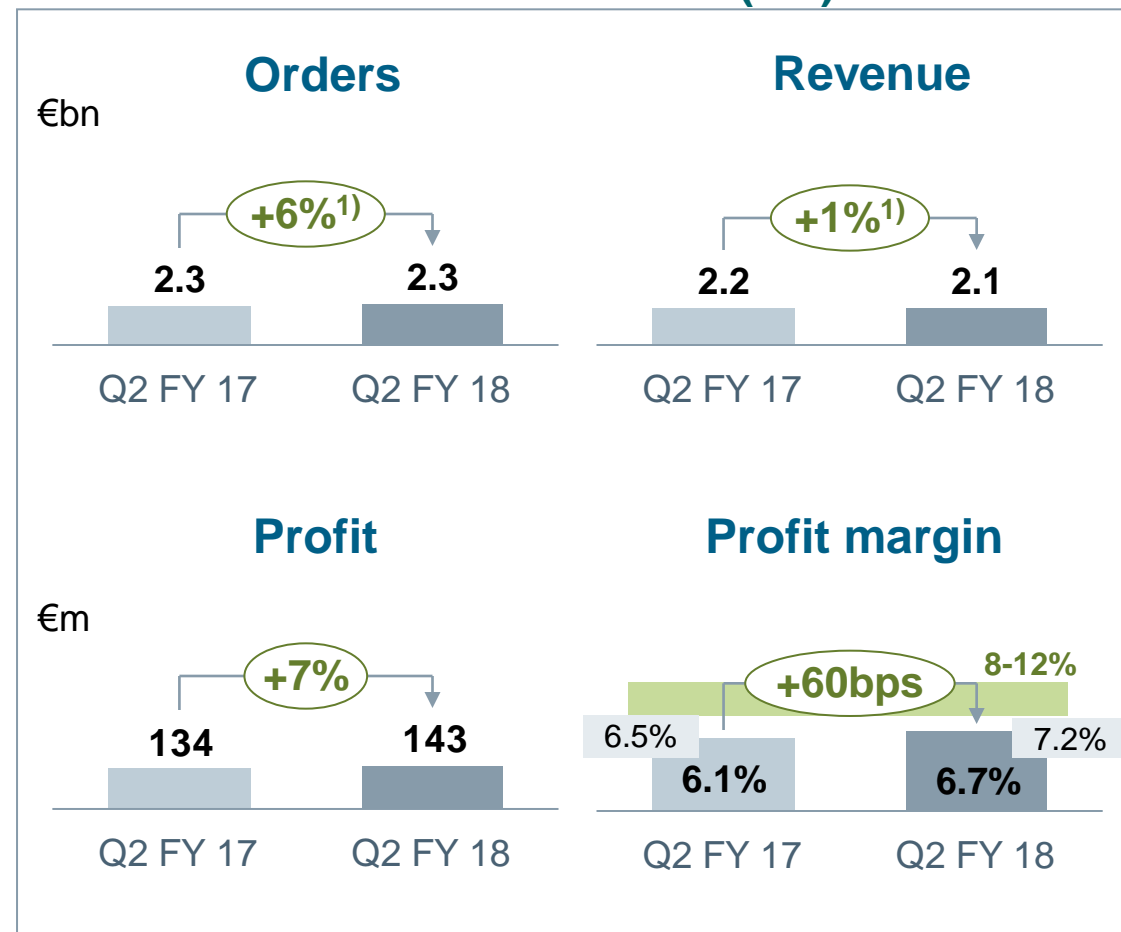 Orders
Revenue
€bn
+6%1)
+1%1)
2.3
2.3
2.2
2.1
Q2 FY 17
Q2 FY 18
Q2 FY 17
Q2 FY 18
Profit
Profit margin
€m
+7%
+60bps
8-12%
134
143
6.5%
7.2%
6.1%
6.7%
Q2 FY 17
Q2 FY 18
Q2 FY 17
Q2 FY 18